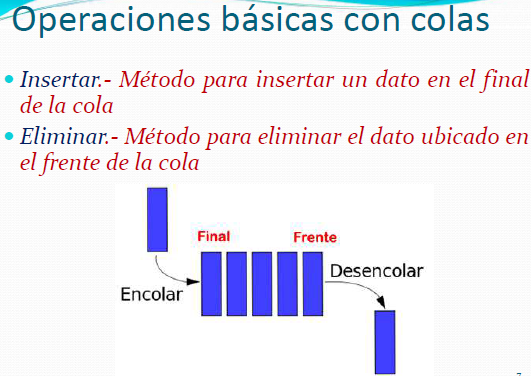 Operaciones básicas con colas
Insertar.- Método para insertar un dato en el final
de la cola
Eliminar.- Método para eliminar el dato ubicado en
el frente de la cola
Final
Frente
Desencolar
Encolar